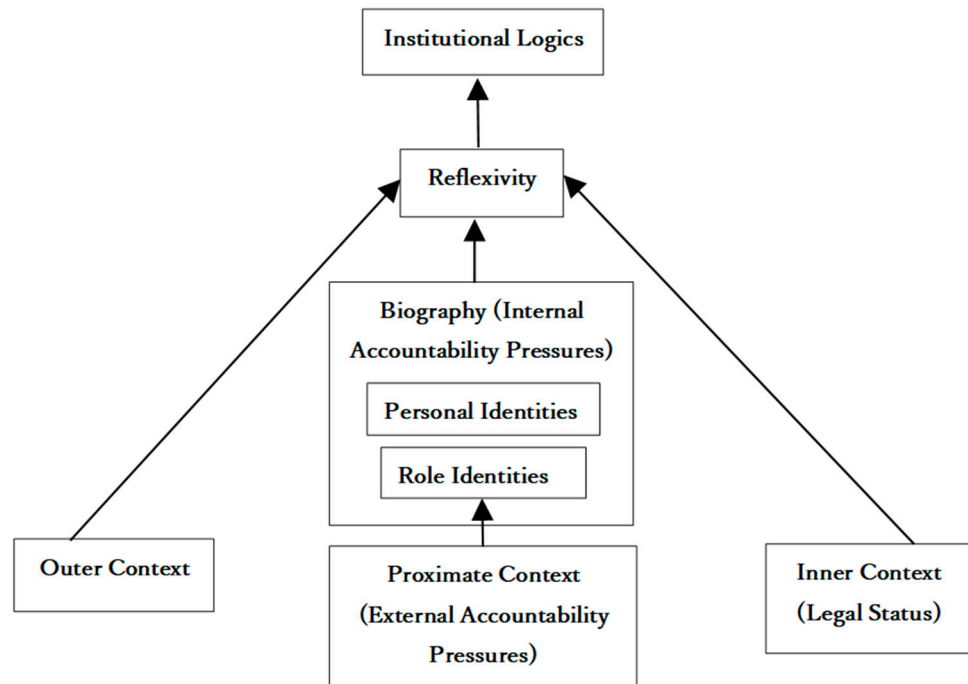 Institutional Logics
Reflexivity
Biography (Internal
Accountability Pressures)
Personal Identities
Role Identities
Outer Context
Proximate Context
(External Accountability
Pressures)
Inner Context
(Legal Status)